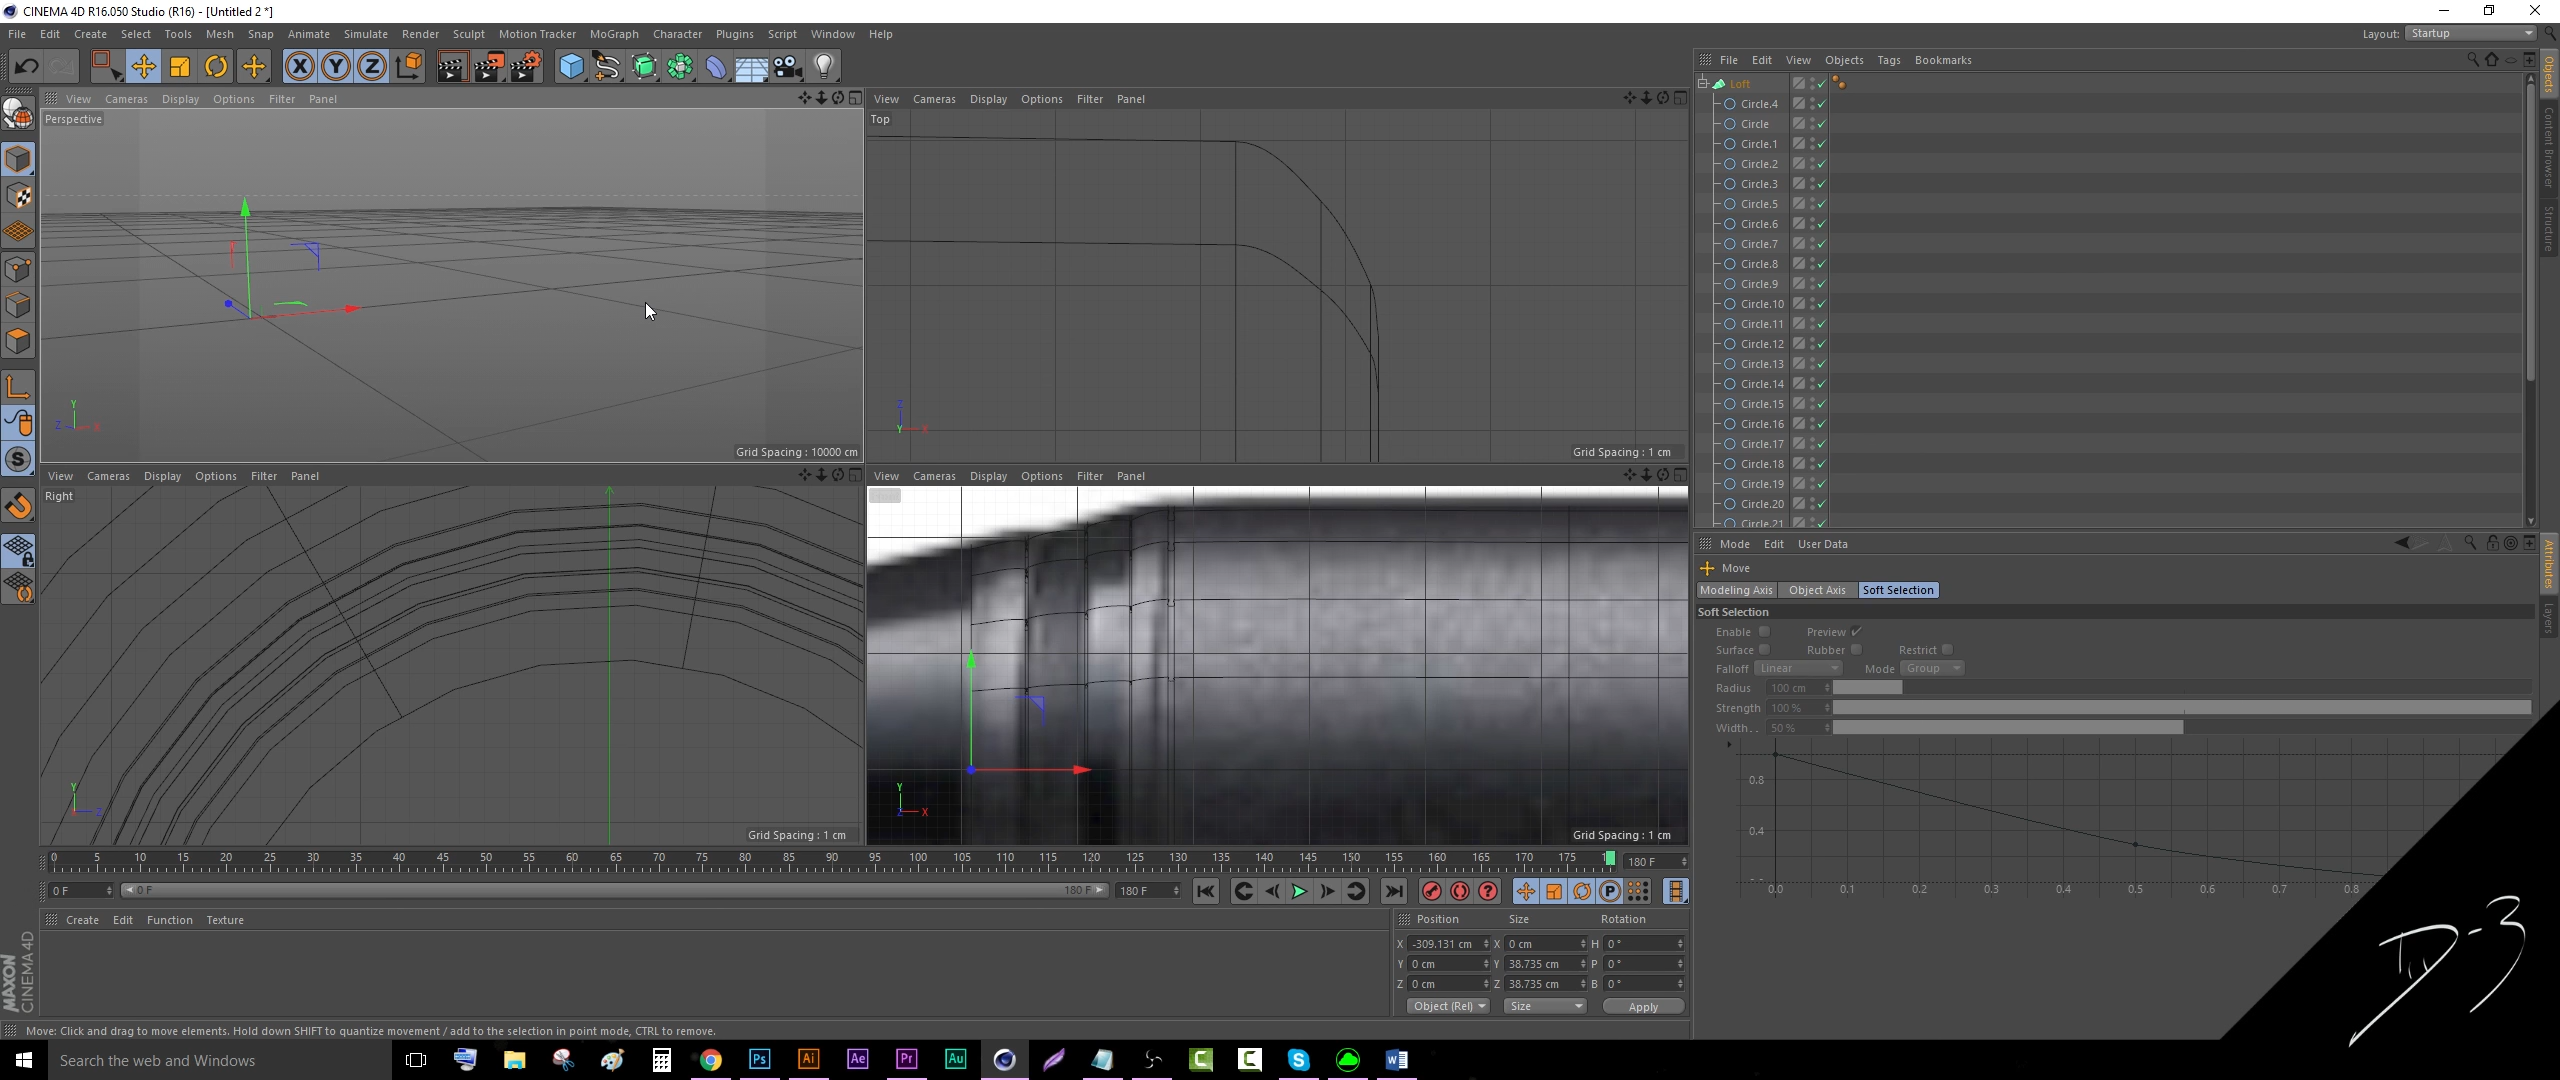 CINEMA 4D R16.050 Studio (R16) - [Untitled 2 *]
File Edit Create Select Tools Mesh Snap Animate Simulate Render Sculpt Motion Tracker MoGraph Character Plugins Script Window Help
Layout: Startup
X Y Z
File Edit View Objects Tags Bookmarks
View Cameras Display Options Filter Panel
Perspective
Y
Z X
Grid Spacing : 10000 cm
View Cameras Display Options Filter Panel
Top
Z
Y X
Grid Spacing : 1 cm
View Cameras Display Options Filter Panel
Right
Y
Z
Grid Spacing : 1 cm
View Cameras Display Options Filter Panel
Y
X
Grid Spacing : 1 cm
Loft
Circle.4
Circle
Circle.1
Circle.2
Circle.3
Circle.5
Circle.6
Circle.7
Circle.8
Circle.9
Circle.10
Circle.11
Circle.12
Circle.13
Circle.14
Circle.15
Circle.16
Circle.17
Circle.18
Circle.19
Circle.20
Circle.21
Objects
Content Browser
Structure
Mode Edit User Data
Move
Modeling Axis Object Axis Soft Selection
Soft Selection
Enable Preview
Surface Rubber Restrict
Falloff Linear Mode Group
Radius 100 cm
Strength 100 %
Width.. 50 %
0.8
0.4
0.0 0.1 0.2 0.3 0.4 0.5 0.6 0.7 0.8
Attributes
Layers
0 5 10 15 20 25 30 35 40 45 50 55 60 65 70 75 80 85 90 95 100 105 110 115 120 125 130 135 140 145 150 155 160 165 170 175
180 F
0 F 0 F 180 F 180 F
Create Edit Function Texture
Position Size Rotation
X -309.131 cm X 0 cm H 0 °
Y 0 cm Y 38.735 cm P 0 °
Z 0 cm Z 38.735 cm B 0 °
Object (Rel) Size Apply
MAXON
CINEMA 4D
Move: Click and drag to move elements. Hold down SHIFT to quantize movement / add to the selection in point mode, CTRL to remove.
Search the web and Windows
Ps Ai Ae Pr Au
D-3